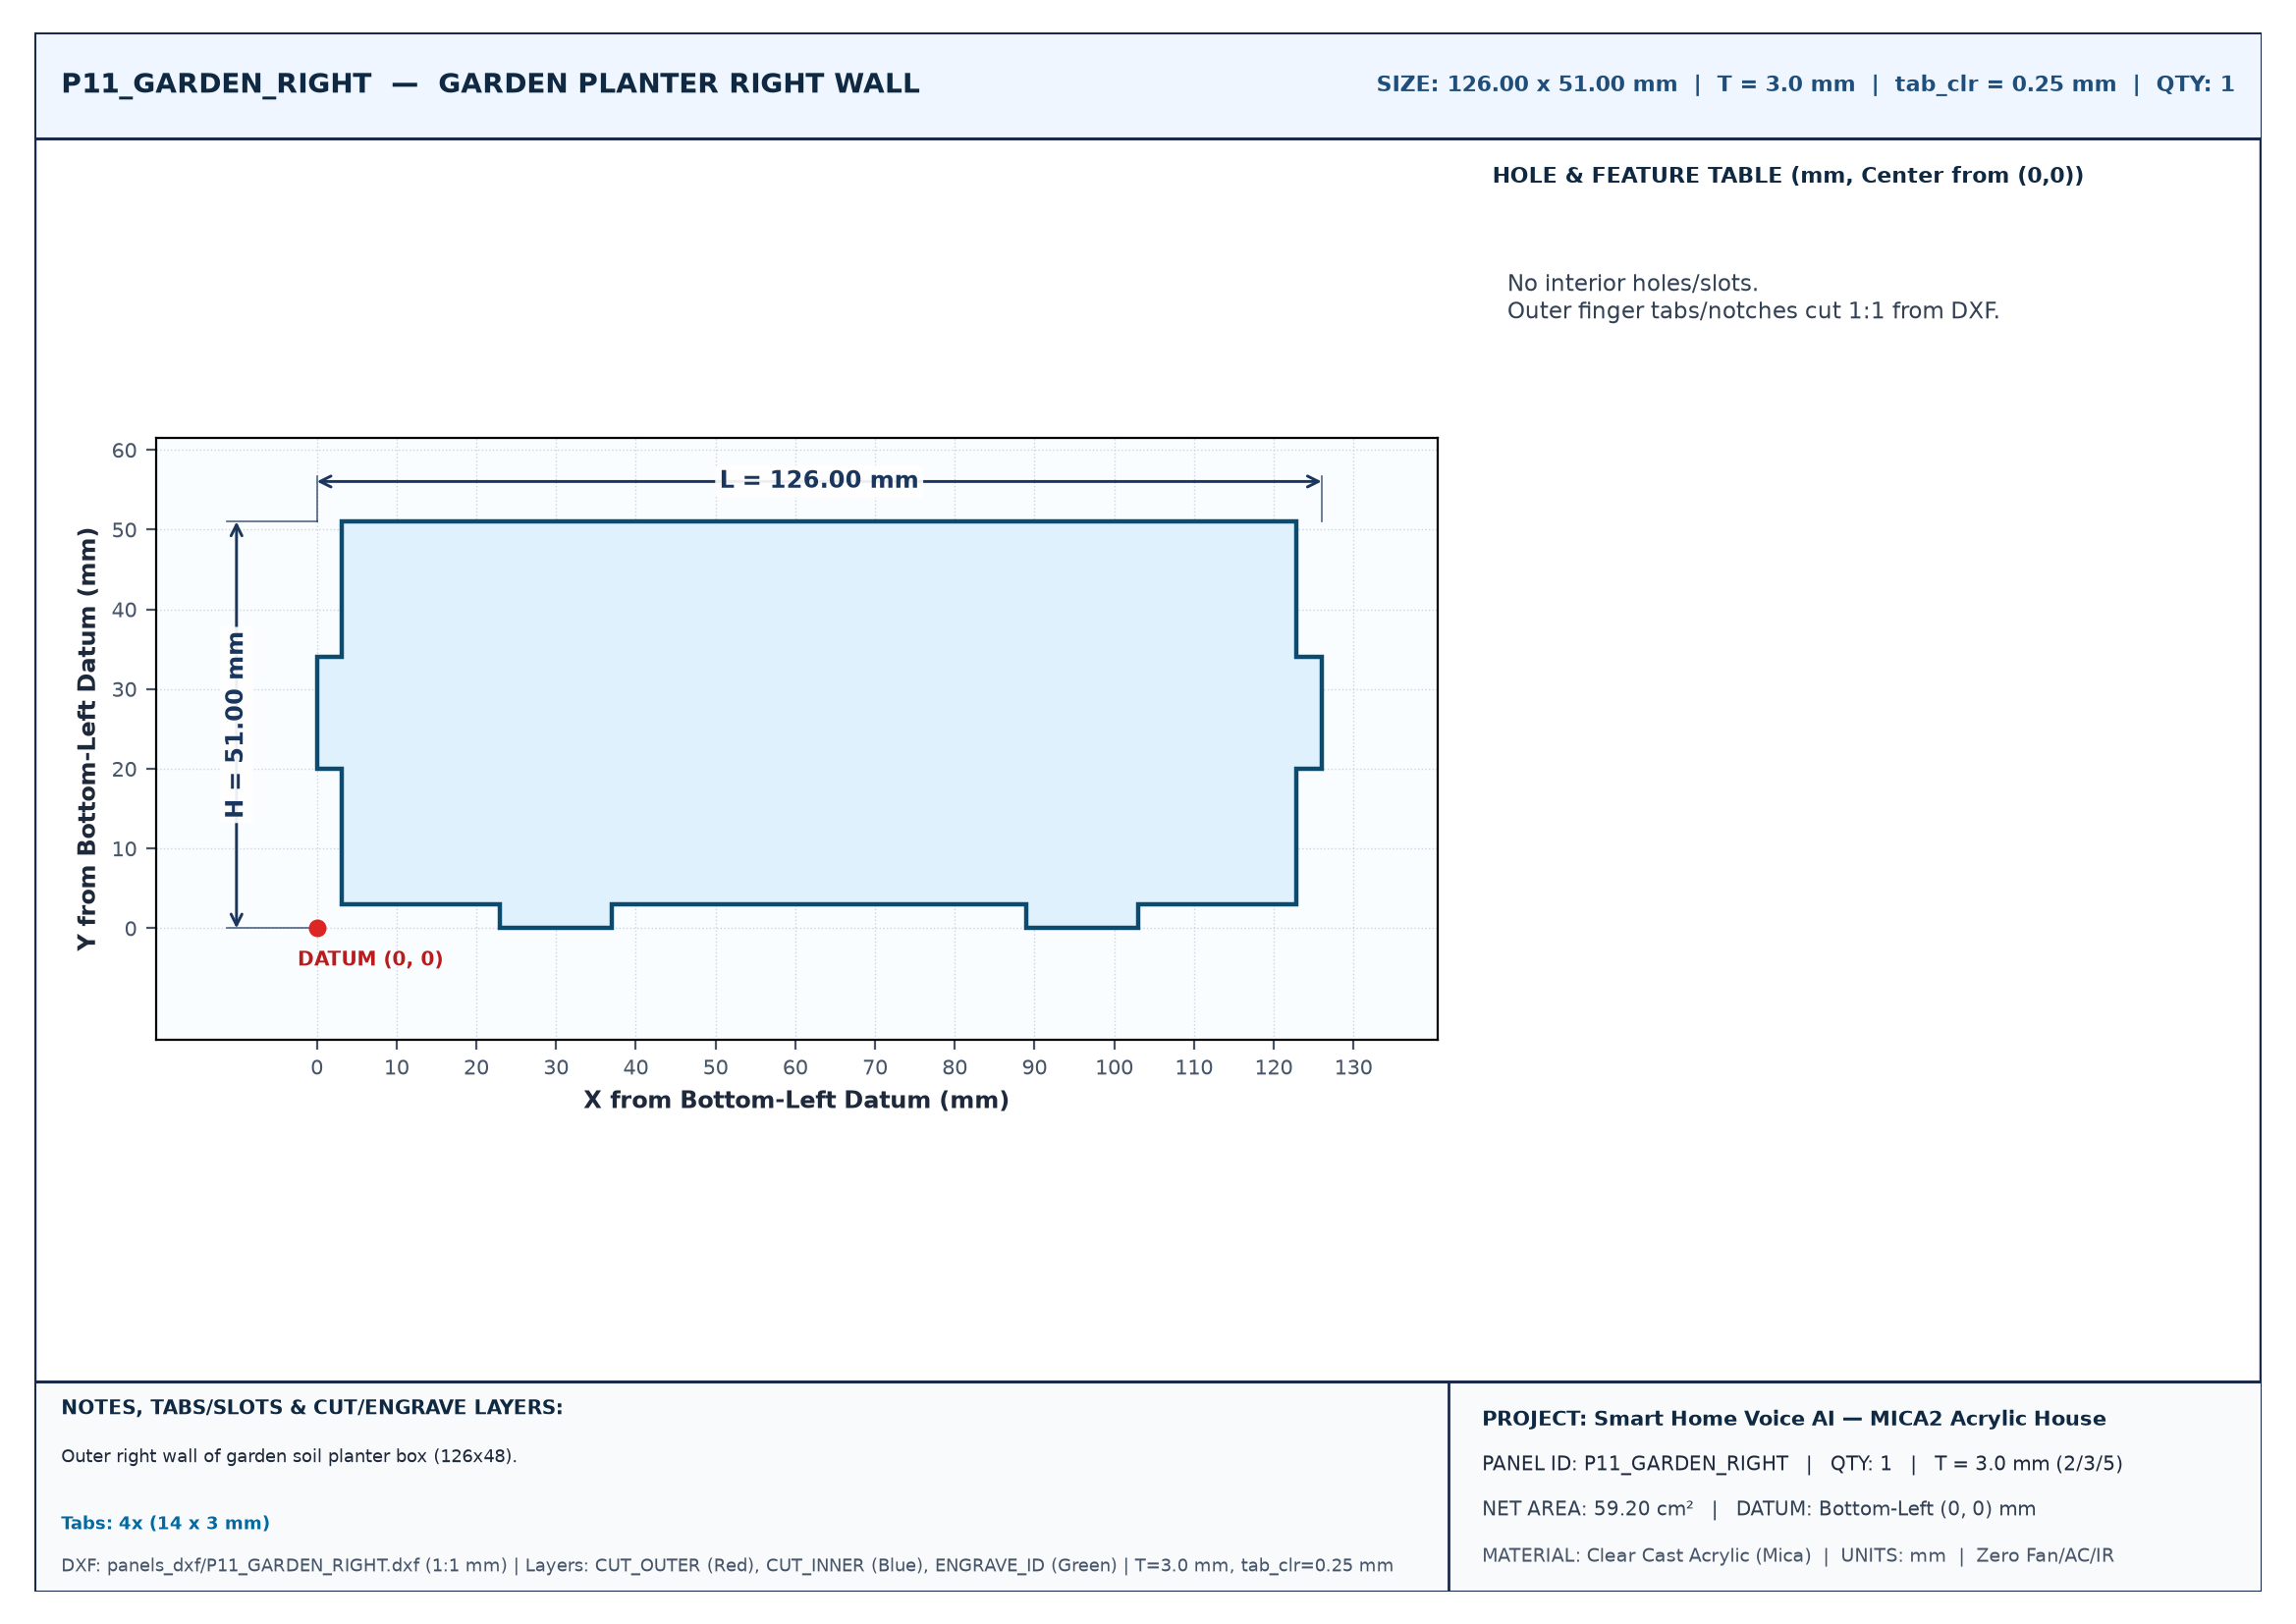 P11_GARDEN_RIGHT — GARDEN PLANTER RIGHT WALL
SIZE: 126.00 x 51.00 mm | T = 3.0 mm | tab_clr = 0.25 mm | QTY: 1
HOLE & FEATURE TABLE (mm, Center from (0,0))
No interior holes/slots.
Outer finger tabs/notches cut 1:1 from DXF.
L = 126.00 mm
H = 51.00 mm
DATUM (0, 0)
Y from Bottom-Left Datum (mm)
60
50
40
30
20
10
0
0 10 20 30 40 50 60 70 80 90 100 110 120 130
X from Bottom-Left Datum (mm)
NOTES, TABS/SLOTS & CUT/ENGRAVE LAYERS:
Outer right wall of garden soil planter box (126x48).
Tabs: 4x (14 x 3 mm)
DXF: panels_dxf/P11_GARDEN_RIGHT.dxf (1:1 mm) | Layers: CUT_OUTER (Red), CUT_INNER (Blue), ENGRAVE_ID (Green) | T=3.0 mm, tab_clr=0.25 mm
PROJECT: Smart Home Voice AI — MICA2 Acrylic House
PANEL ID: P11_GARDEN_RIGHT | QTY: 1 | T = 3.0 mm (2/3/5)
NET AREA: 59.20 cm² | DATUM: Bottom-Left (0, 0) mm
MATERIAL: Clear Cast Acrylic (Mica) | UNITS: mm | Zero Fan/AC/IR